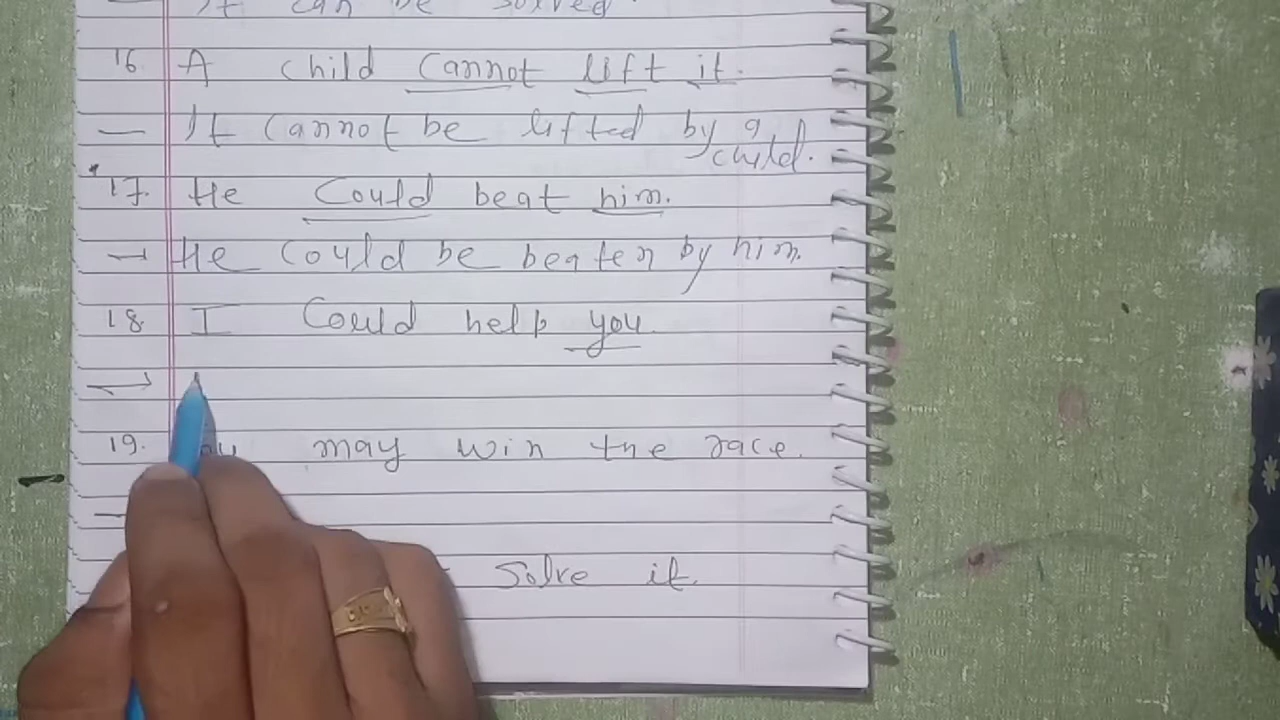 It can be solved.
16. A child cannot lift it.
— It cannot be lifted by a child.
17. He could beat him.
→ He could be beaten by him.
18. I could help you.
→
19. may win the race.
—
solve it.